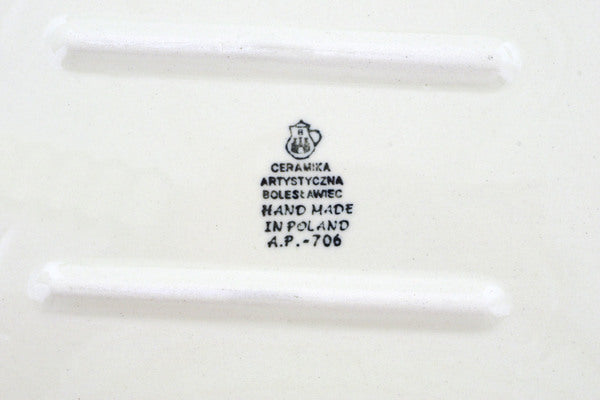 B
CERAMIKA
ARTYSTYCZNA
BOLESŁAWIEC
HAND MADE
IN POLAND
A.P.-706